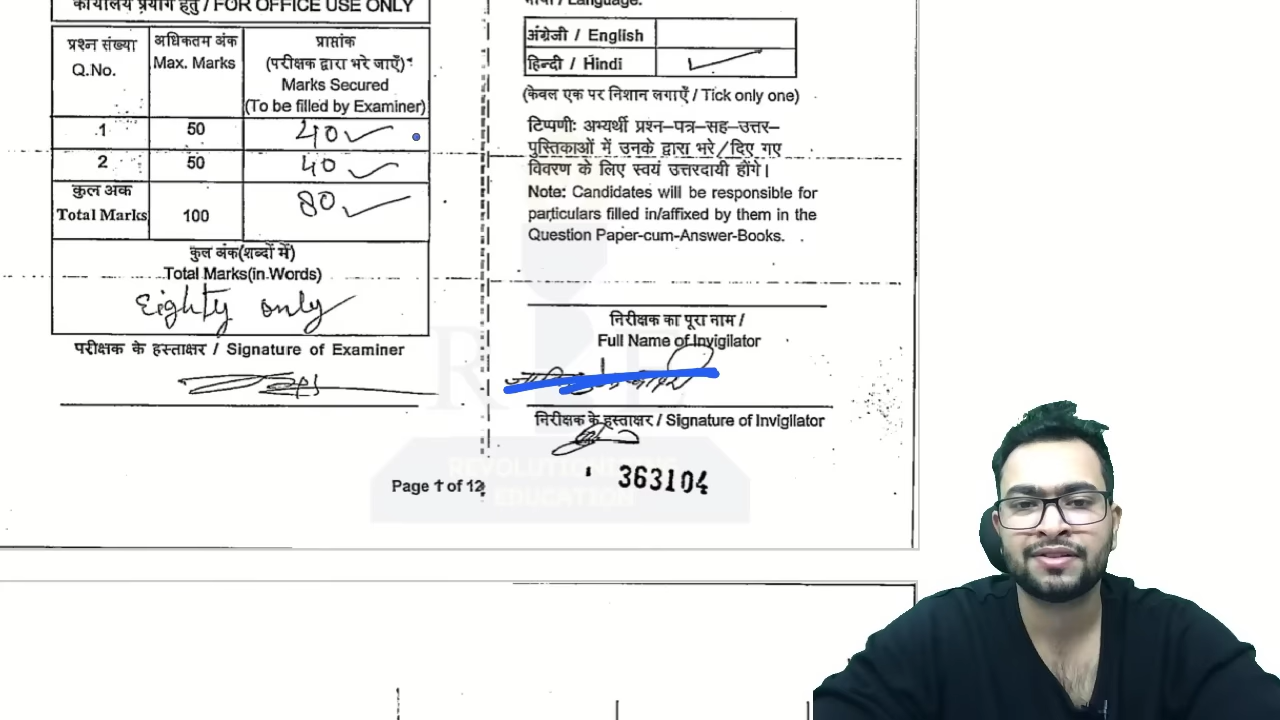 कार्यालय प्रयोग हेतु / FOR OFFICE USE ONLY
प्रश्न संख्या
Q.No.
अधिकतम अंक
Max. Marks
प्राप्तांक
(परीक्षक द्वारा भरे जाएँ)
Marks Secured
(To be filled by Examiner)
1 50 40
2 50 40
कुल अंक
Total Marks 100 80
कुल अंक(शब्दों में)
Total Marks(in Words)
Eighty only
परीक्षक के हस्ताक्षर / Signature of Examiner
भाषा / Language:
अंग्रेजी / English
हिन्दी / Hindi
(केवल एक पर निशान लगाएँ / Tick only one)
टिप्पणीः अभ्यर्थी प्रश्न–पत्र–सह–उत्तर–
पुस्तिकाओं में उनके द्वारा भरे/दिए गए
विवरण के लिए स्वयं उत्तरदायी होंगे।
Note: Candidates will be responsible for
particulars filled in/affixed by them in the
Question Paper-cum-Answer-Books.
निरीक्षक का पूरा नाम /
Full Name of Invigilator
निरीक्षक के हस्ताक्षर / Signature of Invigilator
363104
Page 1 of 12
REVOLUTION
EDUCATION